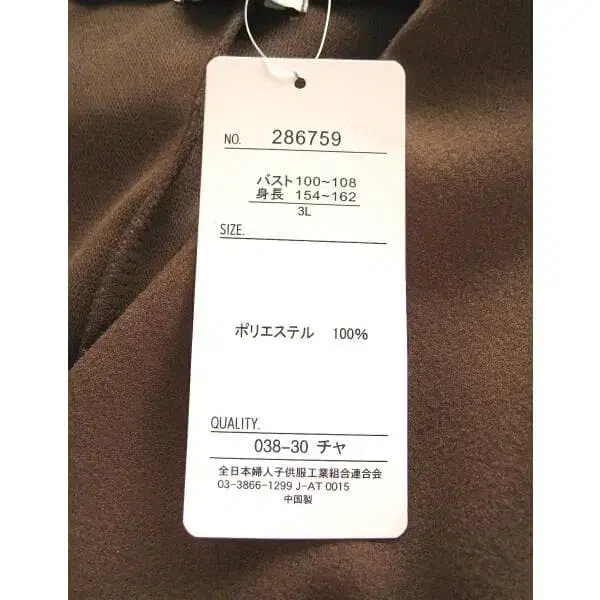 NO. 286759
バスト100~108
身長 154~162
3L
SIZE.
ポリエステル 100%
QUALITY.
038-30 チャ
全日本婦人子供服工業組合連合会
03-3866-1299 J-AT 0015
中国製